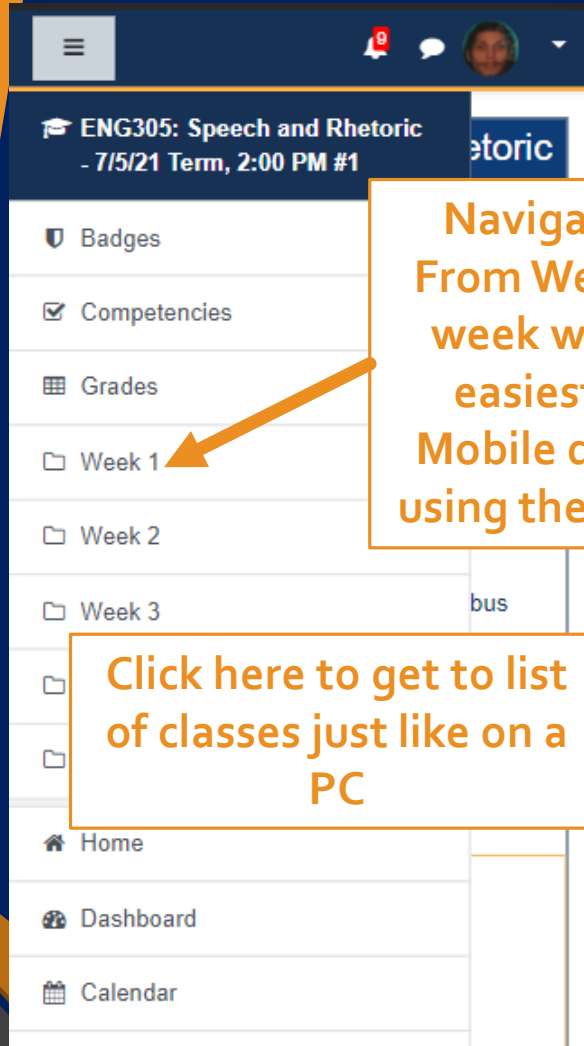 9
ENG305: Speech and Rhetoric
- 7/5/21 Term, 2:00 PM #1
etoric
Badges
Competencies
Grades
Week 1
Week 2
Week 3
From
week
easiest
Mobile
using the
bus
Click here to get to list
of classes just like on a
PC
Home
Dashboard
Calendar